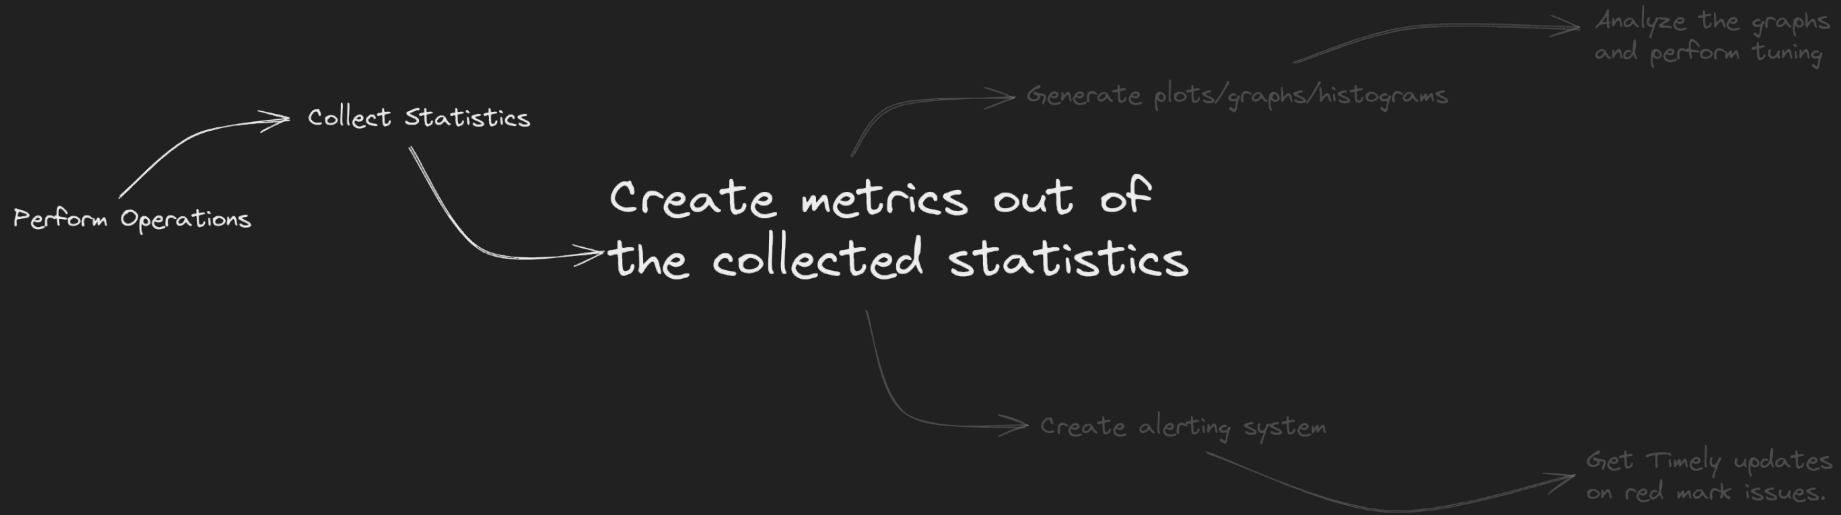 Perform Operations
Collect Statistics
Create metrics out of
the collected statistics
Generate plots/graphs/histograms
Analyze the graphs
and perform tuning
Create alerting system
Get Timely updates
on red mark issues.